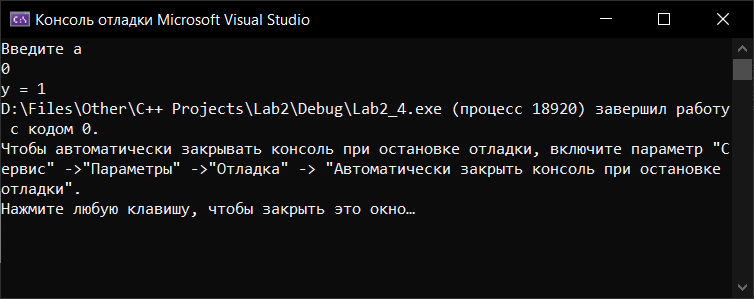 Консоль отладки Microsoft Visual Studio
Введите a
0
y = 1
D:\Files\Other\C++ Projects\Lab2\Debug\Lab2_4.exe (процесс 18920) завершил работу
 с кодом 0.
Чтобы автоматически закрывать консоль при остановке отладки, включите параметр "С
ервис" ->"Параметры" ->"Отладка" -> "Автоматически закрыть консоль при остановке
отладки".
Нажмите любую клавишу, чтобы закрыть это окно…